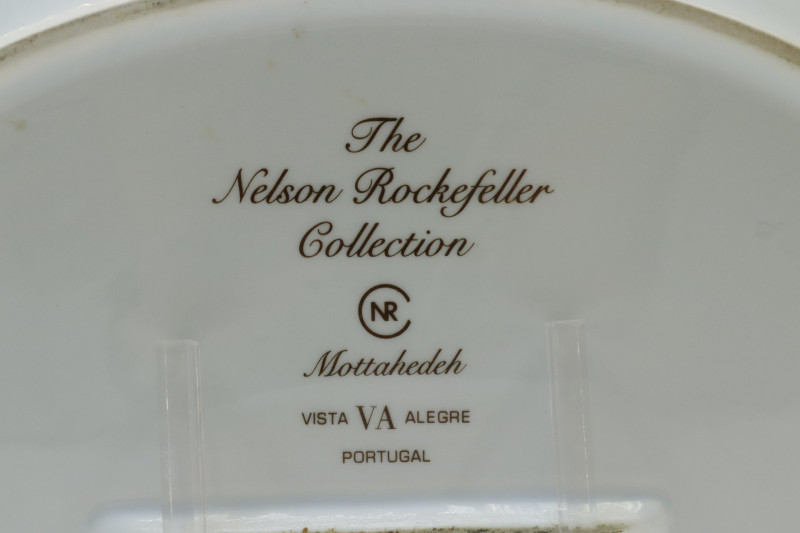 The
Nelson Rockefeller
Collection
NR
Mottahedeh
VISTA VA ALEGRE
PORTUGAL